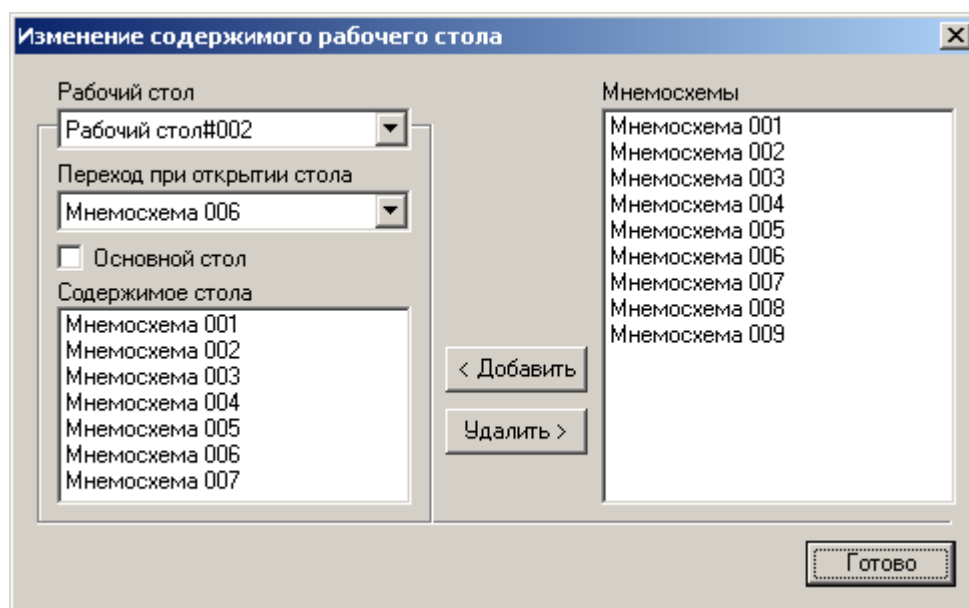 Изменение содержимого рабочего стола
Рабочий стол
Рабочий стол#002
Переход при открытии стола
Мнемосхема 006
Основной стол
Содержимое стола
Мнемосхема 001
Мнемосхема 002
Мнемосхема 003
Мнемосхема 004
Мнемосхема 005
Мнемосхема 006
Мнемосхема 007
< Добавить
Удалить >
Мнемосхемы
Мнемосхема 001
Мнемосхема 002
Мнемосхема 003
Мнемосхема 004
Мнемосхема 005
Мнемосхема 006
Мнемосхема 007
Мнемосхема 008
Мнемосхема 009
Готово